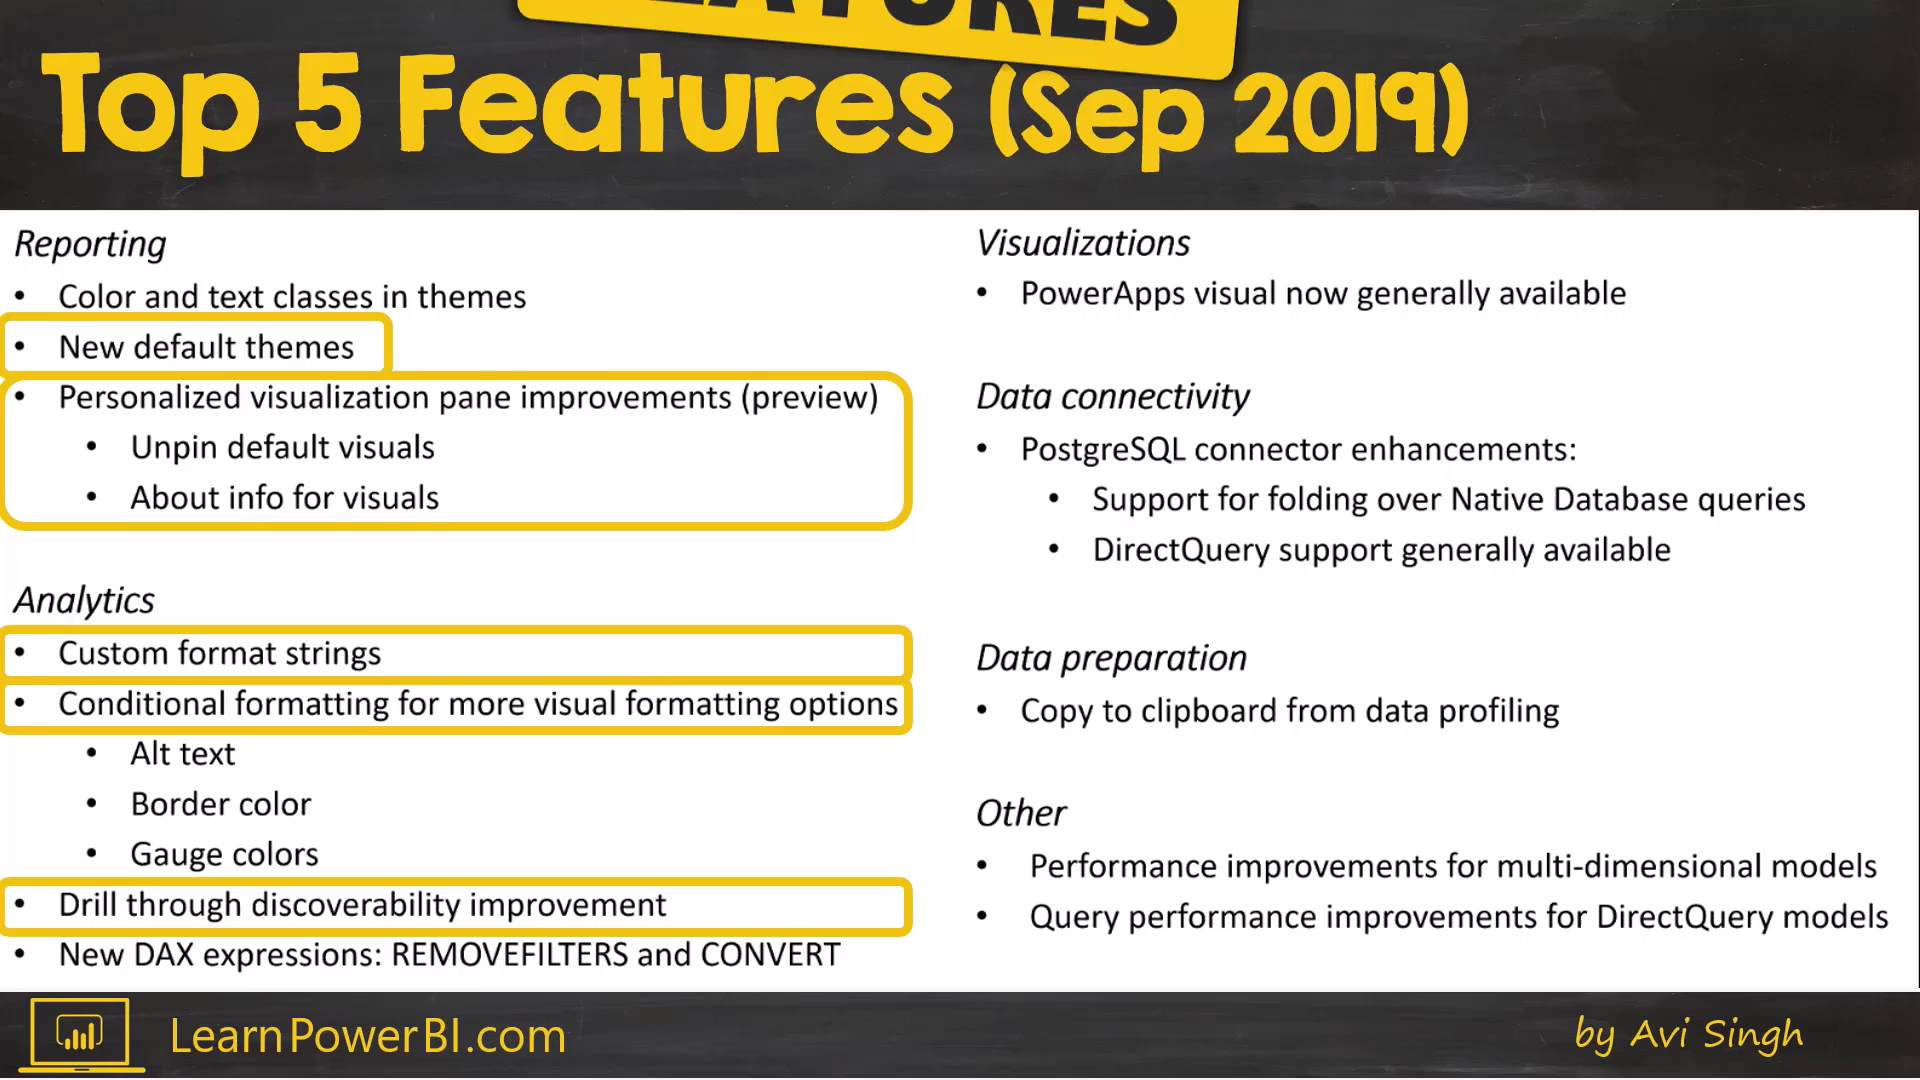 Top 5 Features (Sep 2019)
Reporting
• Color and text classes in themes
• New default themes
• Personalized visualization pane improvements (preview)
• Unpin default visuals
• About info for visuals
Analytics
• Custom format strings
• Conditional formatting for more visual formatting options
• Alt text
• Border color
• Gauge colors
• Drill through discoverability improvement
• New DAX expressions: REMOVEFILTERS and CONVERT
Visualizations
• PowerApps visual now generally available
Data connectivity
• PostgreSQL connector enhancements:
• Support for folding over Native Database queries
• DirectQuery support generally available
Data preparation
• Copy to clipboard from data profiling
Other
• Performance improvements for multi-dimensional models
• Query performance improvements for DirectQuery models
LearnPowerBI.com
by Avi Singh